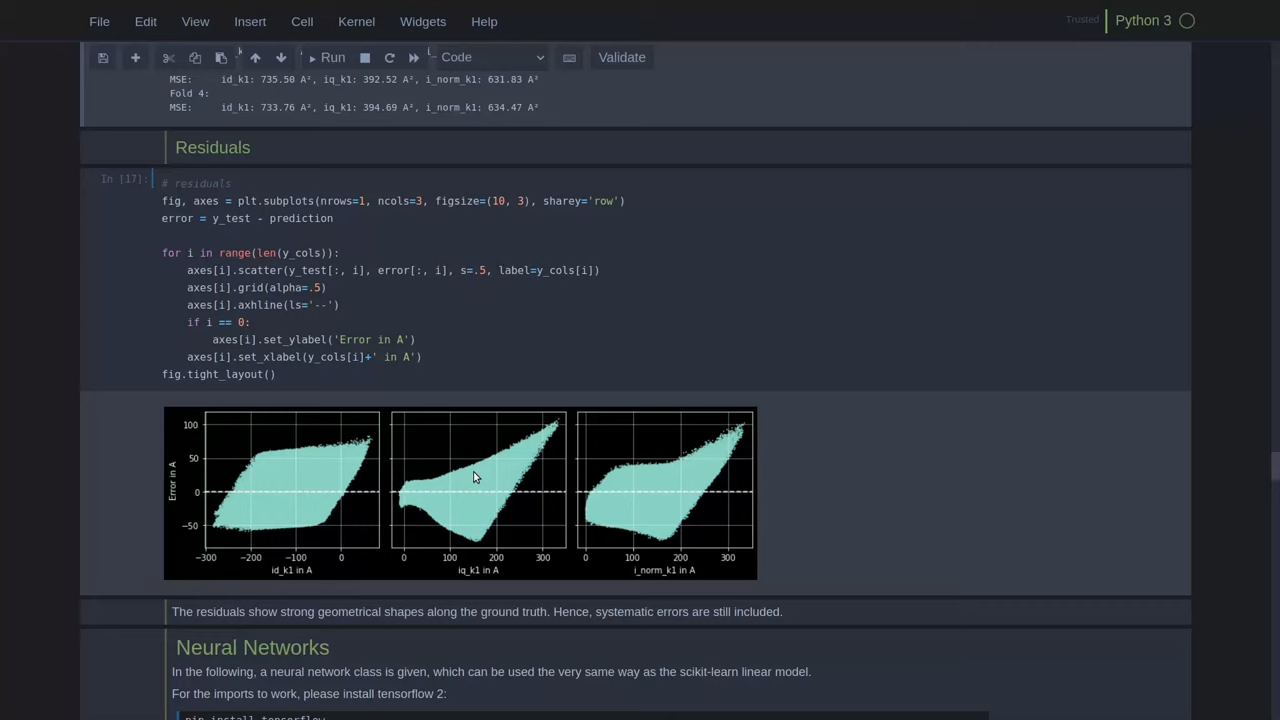 File Edit View Insert Cell Kernel Widgets Help Trusted Python 3
Run Code Validate
MSE: id_k1: 735.50 A², iq_k1: 392.52 A², i_norm_k1: 631.83 A²
Fold 4:
MSE: id_k1: 733.76 A², iq_k1: 394.69 A², i_norm_k1: 634.47 A²
Residuals
In [17]:
# residuals
fig, axes = plt.subplots(nrows=1, ncols=3, figsize=(10, 3), sharey='row')
error = y_test - prediction
for i in range(len(y_cols)):
axes[i].scatter(y_test[:, i], error[:, i], s=.5, label=y_cols[i])
axes[i].grid(alpha=.5)
axes[i].axhline(ls='--')
if i == 0:
axes[i].set_ylabel('Error in A')
axes[i].set_xlabel(y_cols[i]+' in A')
fig.tight_layout()
100
50
0
−50
Error in A
−300 −200 −100 0 0 100 200 300 0 100 200 300
id_k1 in A iq_k1 in A i_norm_k1 in A
The residuals show strong geometrical shapes along the ground truth. Hence, systematic errors are still included.
Neural Networks
In the following, a neural network class is given, which can be used the very same way as the scikit-learn linear model.
For the imports to work, please install tensorflow 2:
pip install tensorflow